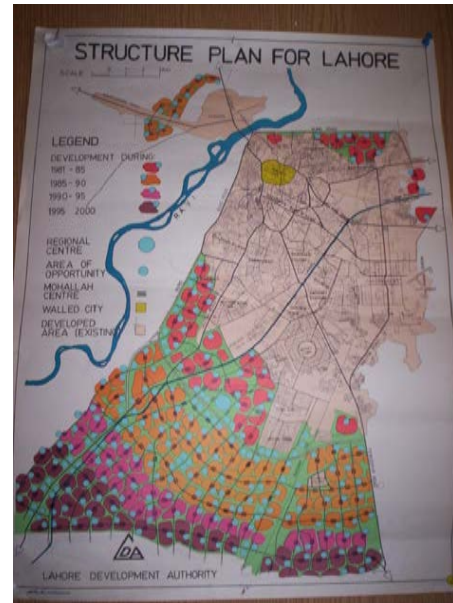 STRUCTURE PLAN FOR LAHORE
SCALE
LEGEND
DEVELOPMENT DURING
1981-85
1985-90
1990-95
1995 2000
RAVI
REGIONAL
CENTRE
AREA OF
OPPORTUNITY
MOHALLAH
CENTRE
WALLED CITY
DEVELOPED
AREA (EXISTING)
LDA
LAHORE DEVELOPMENT AUTHORITY